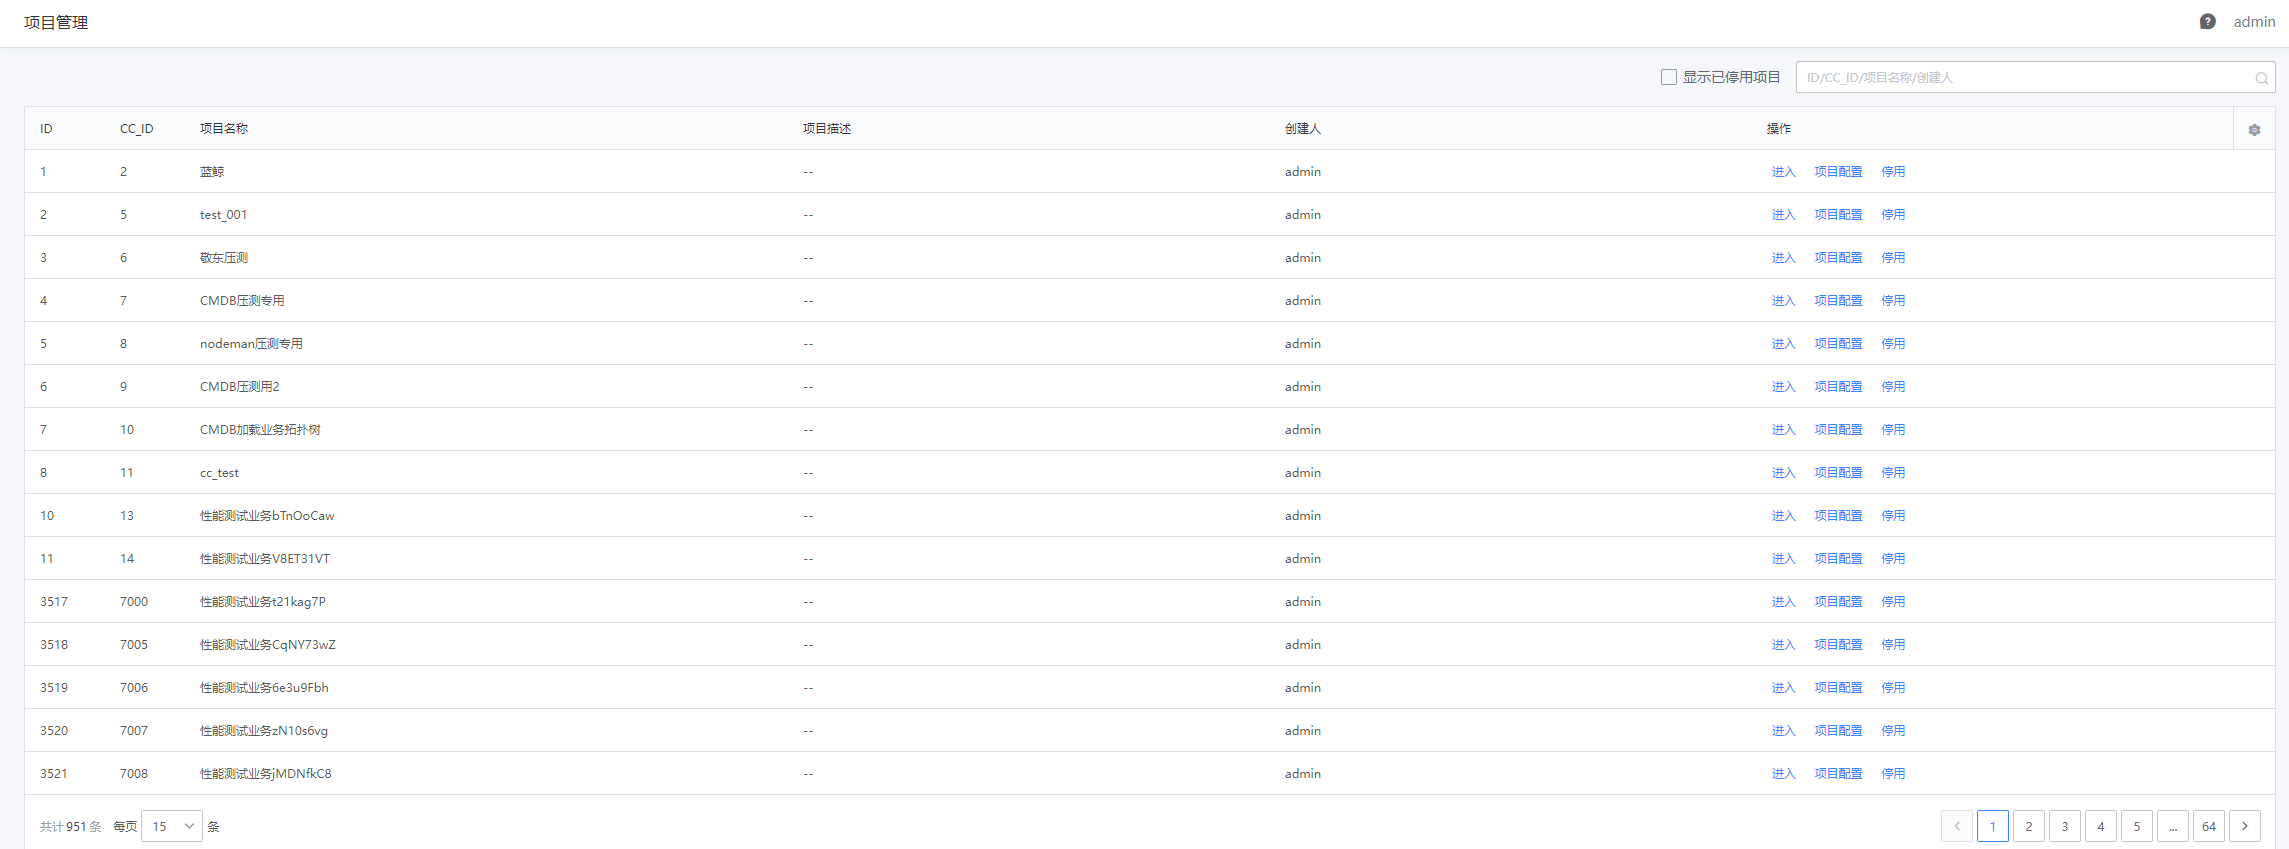 项目管理
admin
显示已停用项目 ID/CC_ID/项目名称/创建人
ID CC_ID 项目名称 项目描述 创建人 操作
1 2 蓝鲸 -- admin 进入 项目配置 停用
2 5 test_001 -- admin 进入 项目配置 停用
3 6 敬东压测 -- admin 进入 项目配置 停用
4 7 CMDB压测专用 -- admin 进入 项目配置 停用
5 8 nodeman压测专用 -- admin 进入 项目配置 停用
6 9 CMDB压测用2 -- admin 进入 项目配置 停用
7 10 CMDB加载业务拓扑树 -- admin 进入 项目配置 停用
8 11 cc_test -- admin 进入 项目配置 停用
10 13 性能测试业务bTnOoCaw -- admin 进入 项目配置 停用
11 14 性能测试业务V8ET31VT -- admin 进入 项目配置 停用
3517 7000 性能测试业务t21kag7P -- admin 进入 项目配置 停用
3518 7005 性能测试业务CqNY73wZ -- admin 进入 项目配置 停用
3519 7006 性能测试业务6e3u9Fbh -- admin 进入 项目配置 停用
3520 7007 性能测试业务zN10s6vg -- admin 进入 项目配置 停用
3521 7008 性能测试业务jMDNfkC8 -- admin 进入 项目配置 停用
共计951条 每页 15 条 1 2 3 4 5 ... 64